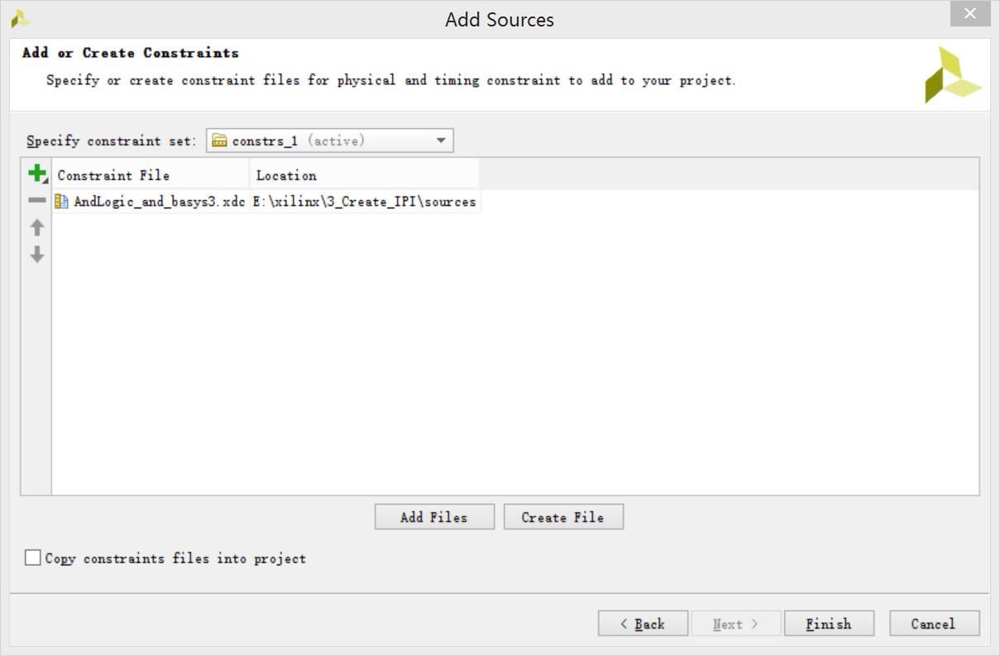 Add Sources
Add or Create Constraints
Specify or create constraint files for physical and timing constraint to add to your project.
Specify constraint set: constrs_1 (active)
Constraint File Location
AndLogic_and_basys3.xdc E:\xilinx\3_Create_IPI\sources
Add Files Create File
Copy constraints files into project
< Back Next > Finish Cancel